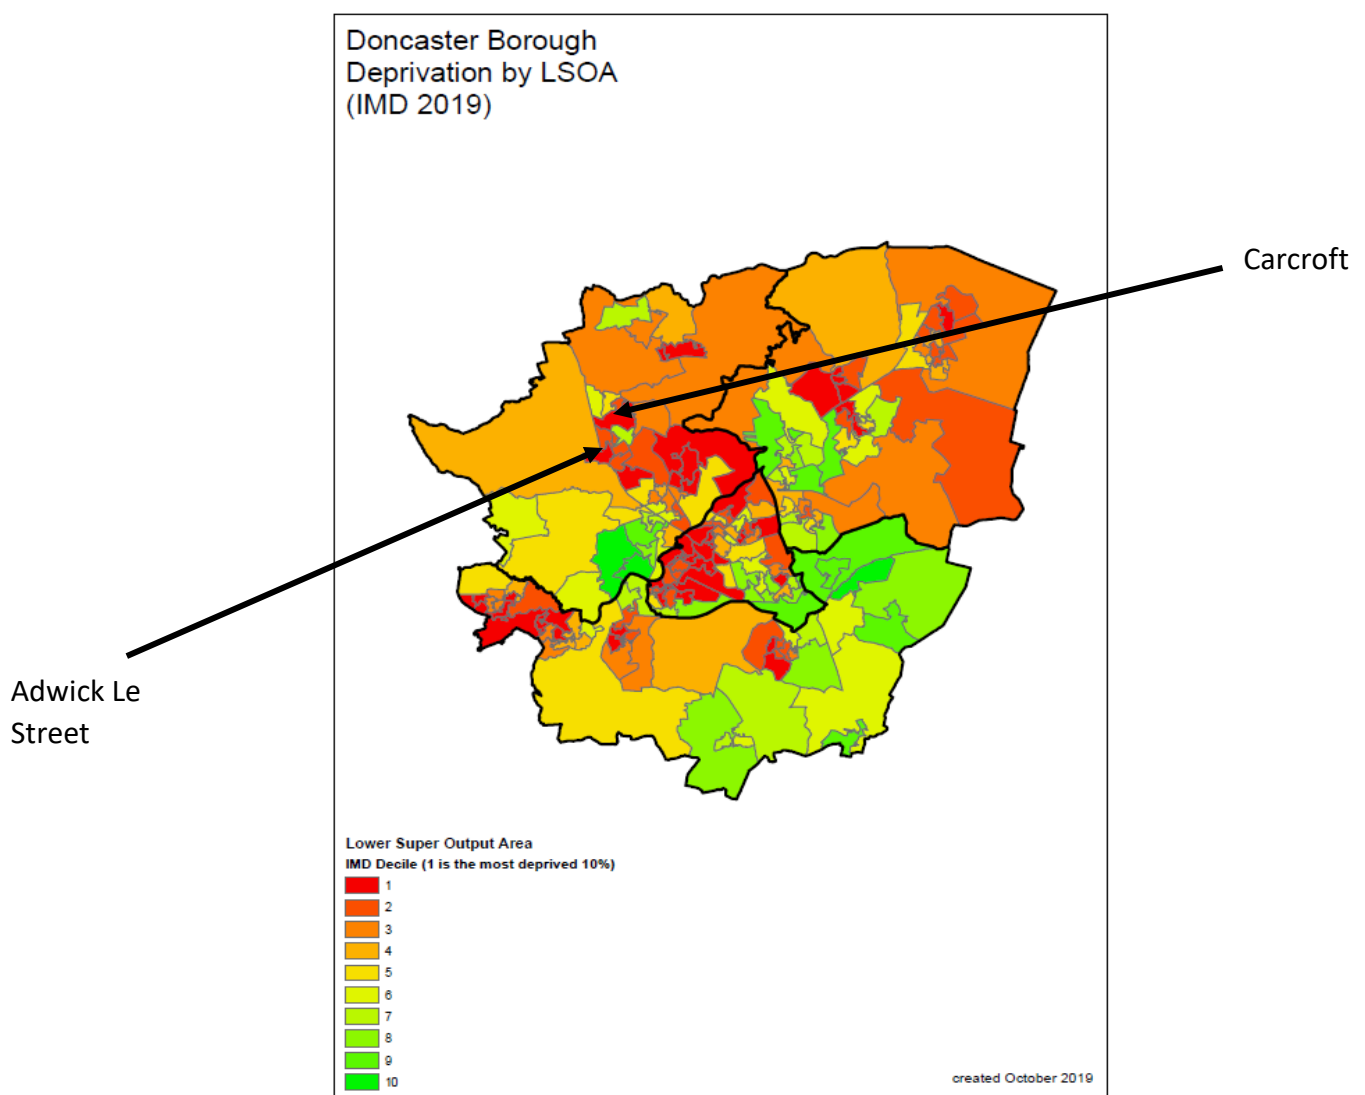 Doncaster Borough
Deprivation by LSOA
(IMD 2019)
Carcroft
Adwick Le
Street
Lower Super Output Area
IMD Decile (1 is the most deprived 10%)
1
2
3
4
5
6
7
8
9
10
created October 2019